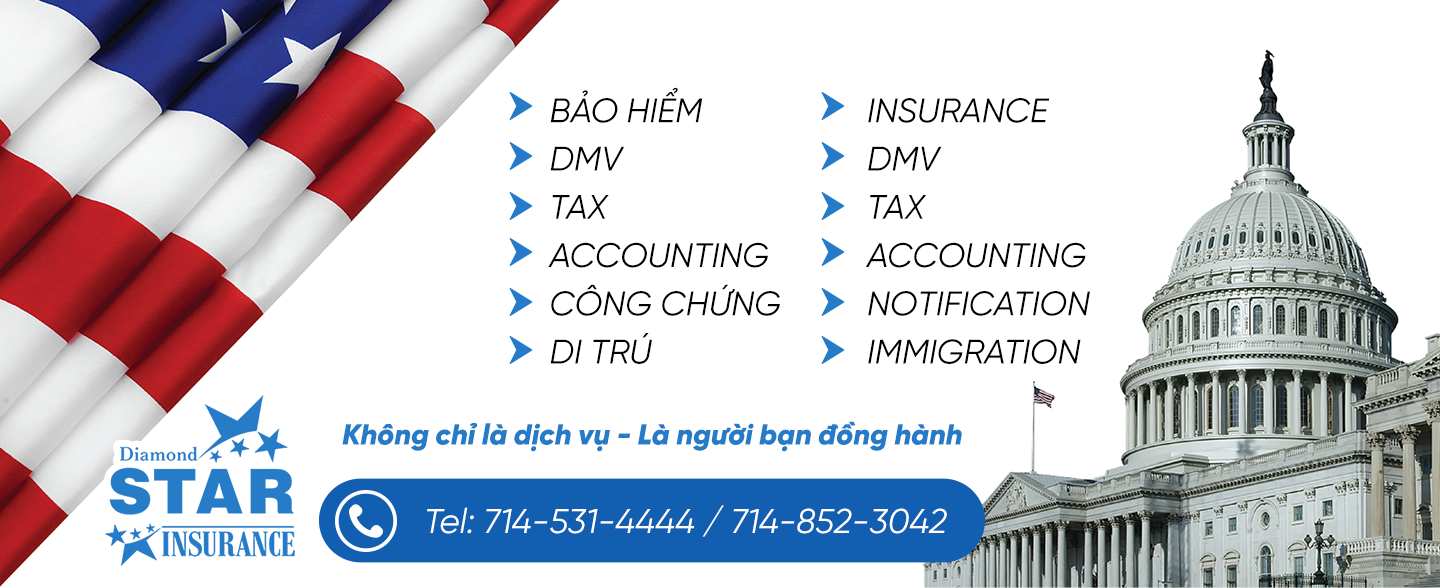 BẢO HIỂM
DMV
TAX
ACCOUNTING
CÔNG CHỨNG
DI TRÚ
INSURANCE
DMV
TAX
ACCOUNTING
NOTIFICATION
IMMIGRATION
Không chỉ là dịch vụ - Là người bạn đồng hành
Diamond
STAR
INSURANCE
Tel: 714-531-4444 / 714-852-3042